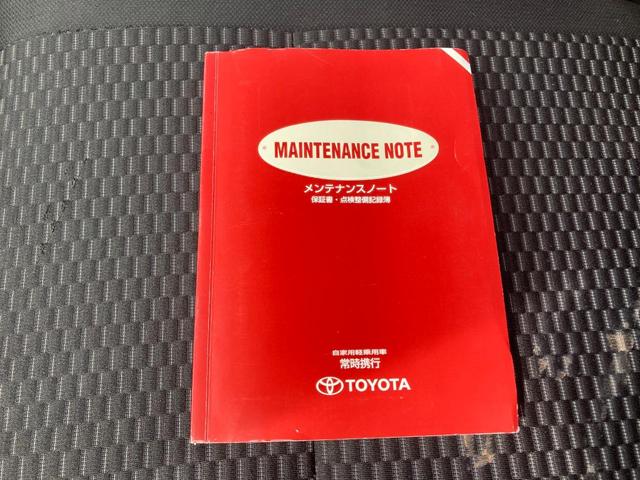 MAINTENANCE NOTE
メンテナンスノート
保証書・点検整備記録簿
自家用軽乗用車
常時携行
TOYOTA